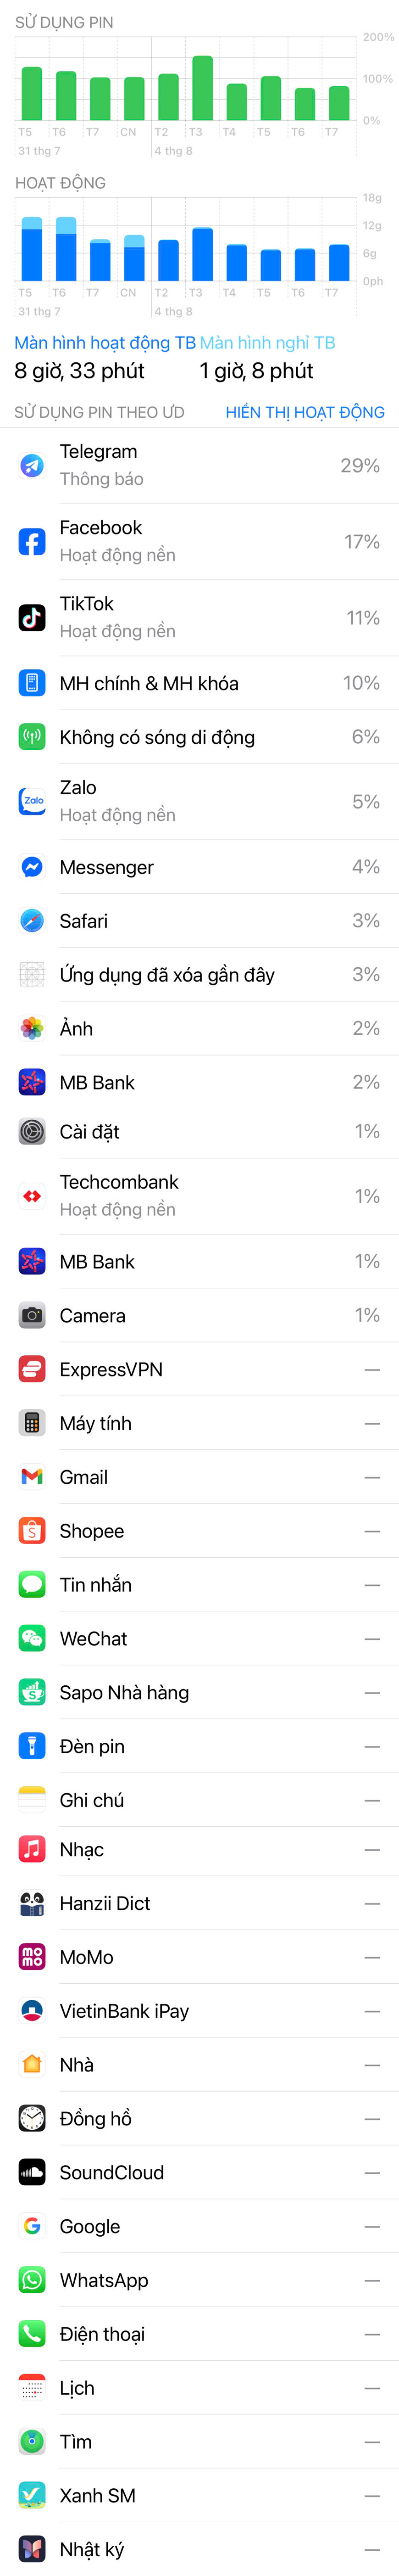 SỬ DỤNG PIN
200%
100%
0%
T5 T6 T7 CN T2 T3 T4 T5 T6 T7
31 thg 7 4 thg 8
HOẠT ĐỘNG
18g
12g
6g
0ph
T5 T6 T7 CN T2 T3 T4 T5 T6 T7
31 thg 7 4 thg 8
Màn hình hoạt động TB Màn hình nghỉ TB
8 giờ, 33 phút 1 giờ, 8 phút
SỬ DỤNG PIN THEO ƯD HIỂN THỊ HOẠT ĐỘNG
Telegram
Thông báo
29%
Facebook
Hoạt động nền
17%
TikTok
Hoạt động nền
11%
MH chính & MH khóa 10%
Không có sóng di động 6%
Zalo
Zalo
Hoạt động nền
5%
Messenger 4%
Safari 3%
Ứng dụng đã xóa gần đây 3%
Ảnh 2%
MB Bank 2%
Cài đặt 1%
Techcombank
Hoạt động nền
1%
MB Bank 1%
Camera 1%
ExpressVPN —
Máy tính —
Gmail —
Shopee —
Tin nhắn —
WeChat —
Sapo Nhà hàng —
Đèn pin —
Ghi chú —
Nhạc —
Hanzii Dict —
mo
mo
MoMo —
VietinBank iPay —
Nhà —
Đồng hồ —
SoundCloud —
Google —
WhatsApp —
Điện thoại —
Lịch —
Tìm —
Xanh SM —
Nhật ký —